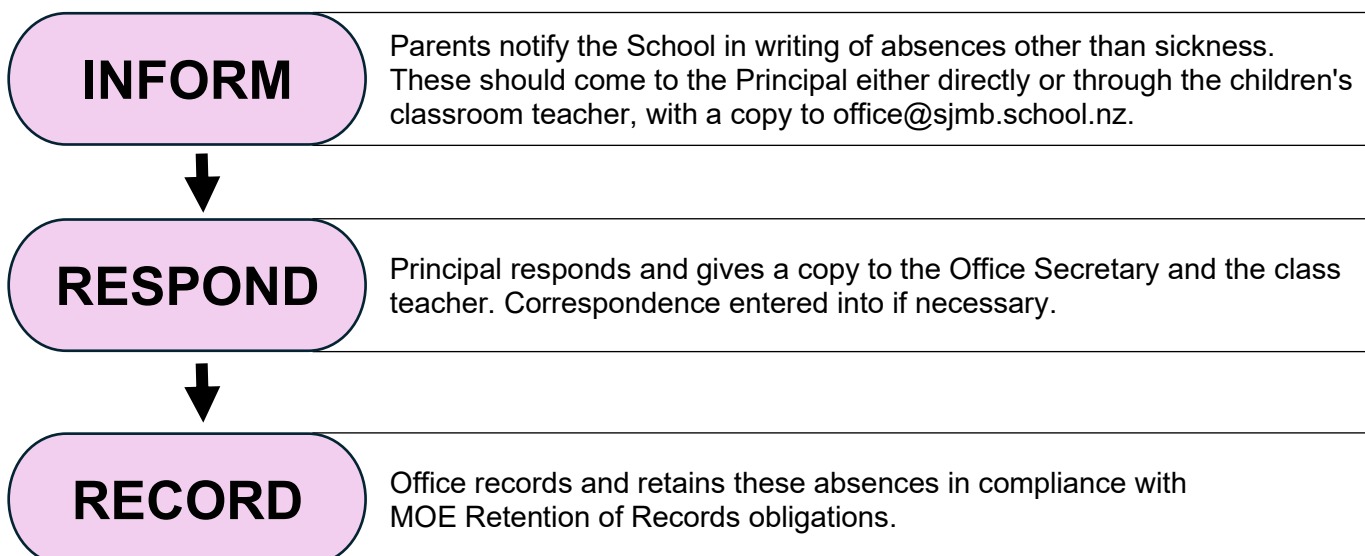 INFORM
Parents notify the School in writing of absences other than sickness.
These should come to the Principal either directly or through the children's
classroom teacher, with a copy to office@sjmb.school.nz.
RESPOND
Principal responds and gives a copy to the Office Secretary and the class
teacher. Correspondence entered into if necessary.
RECORD
Office records and retains these absences in compliance with
MOE Retention of Records obligations.